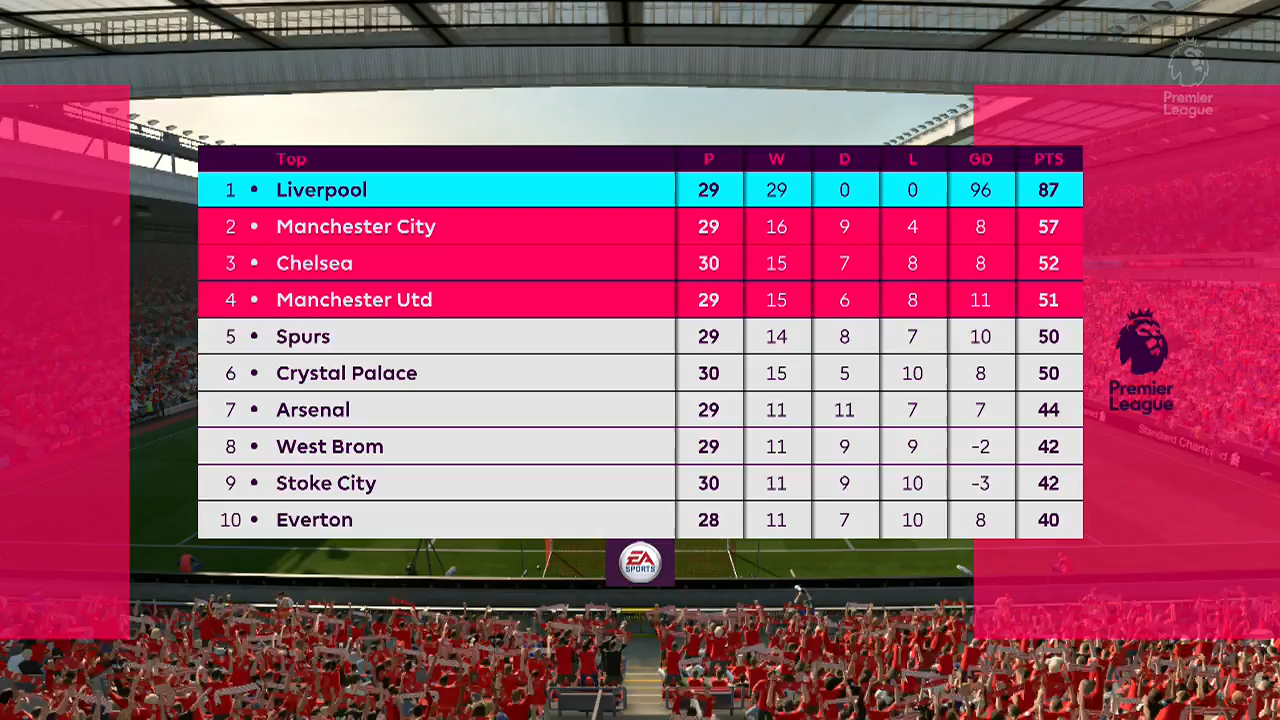 Premier
League
Top P W D L GD PTS
1 • Liverpool 29 29 0 0 96 87
2 • Manchester City 29 16 9 4 8 57
3 • Chelsea 30 15 7 8 8 52
4 • Manchester Utd 29 15 6 8 11 51
5 • Spurs 29 14 8 7 10 50
6 • Crystal Palace 30 15 5 10 8 50
7 • Arsenal 29 11 11 7 7 44
8 • West Brom 29 11 9 9 -2 42
9 • Stoke City 30 11 9 10 -3 42
10 • Everton 28 11 7 10 8 40
Premier
League
Standard Chartered
EA
SPORTS